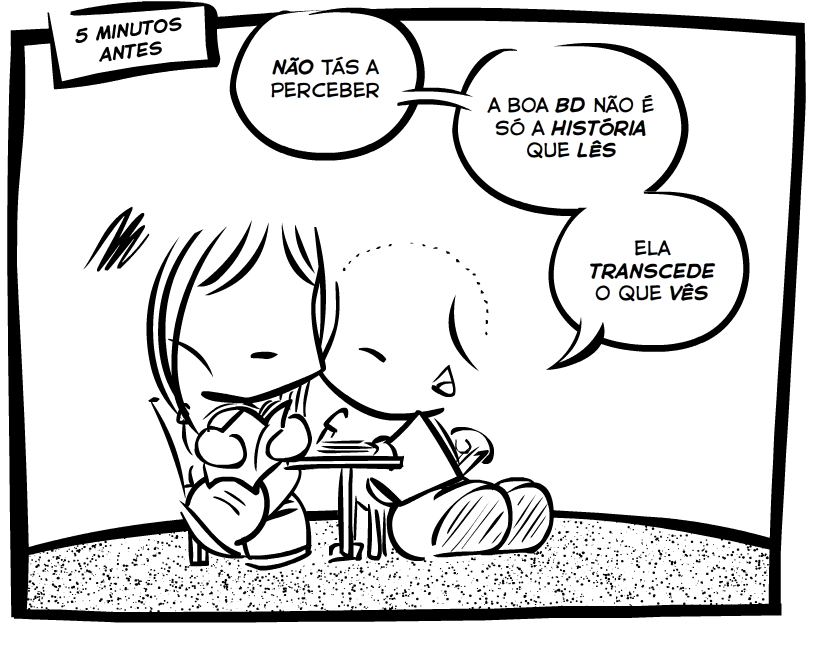 5 MINUTOS
ANTES
NÃO TÁS A
PERCEBER
A BOA BD NÃO É
SÓ A HISTÓRIA
QUE LÊS
ELA
TRANSCEDE
O QUE VÊS